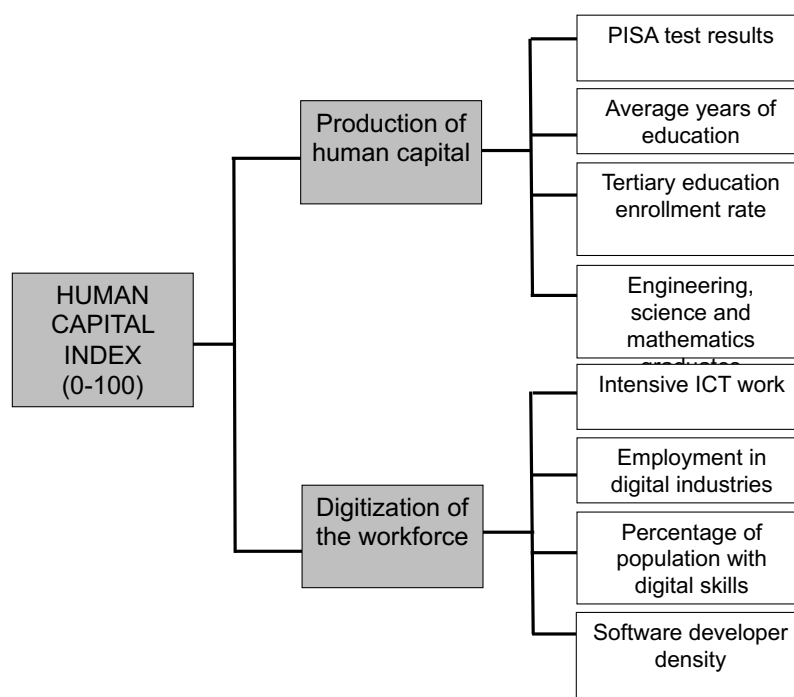 HUMAN
CAPITAL
INDEX
(0-100)
Production of
human capital
PISA test results
Average years of
education
Tertiary education
enrollment rate
Engineering,
science and
mathematics
graduates
Digitization of
the workforce
Intensive ICT work
Employment in
digital industries
Percentage of
population with
digital skills
Software developer
density